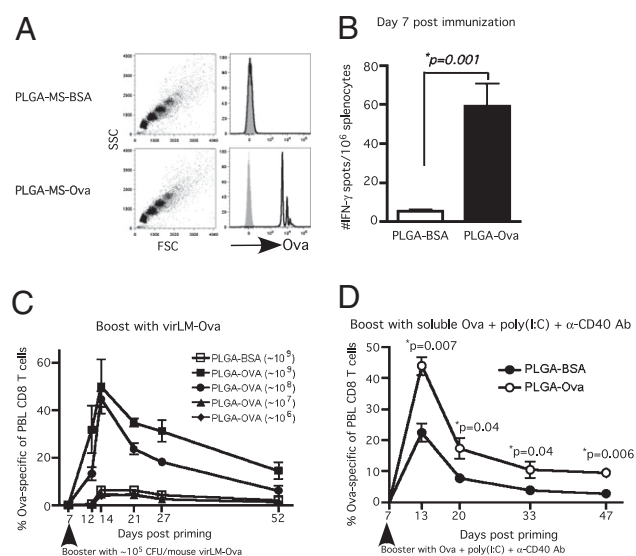 A
PLGA-MS-BSA
PLGA-MS-Ova
SSC
FSC
Ova
B
Day 7 post immunization
*p=0.001
#IFN-γ spots/10⁶ splenocytes
80
60
40
20
0
PLGA-BSA
PLGA-Ova
C
Boost with virLM-Ova
% Ova-specific of PBL CD8 T cells
60
40
20
0
PLGA-BSA (~10⁹)
PLGA-OVA (~10⁹)
PLGA-OVA (~10⁸)
PLGA-OVA (~10⁷)
PLGA-OVA (~10⁶)
7 12 14 21 27 52
Days post priming
Booster with ~10⁵ CFU/mouse virLM-Ova
D
Boost with soluble Ova + poly(I:C) + α-CD40 Ab
% Ova-specific of PBL CD8 T cells
50
40
30
20
10
0
*p=0.007
PLGA-BSA
PLGA-Ova
*p=0.04
*p=0.04
*p=0.006
7 13 20 33 47
Days post priming
Booster with Ova + poly(I:C) + α-CD40 Ab